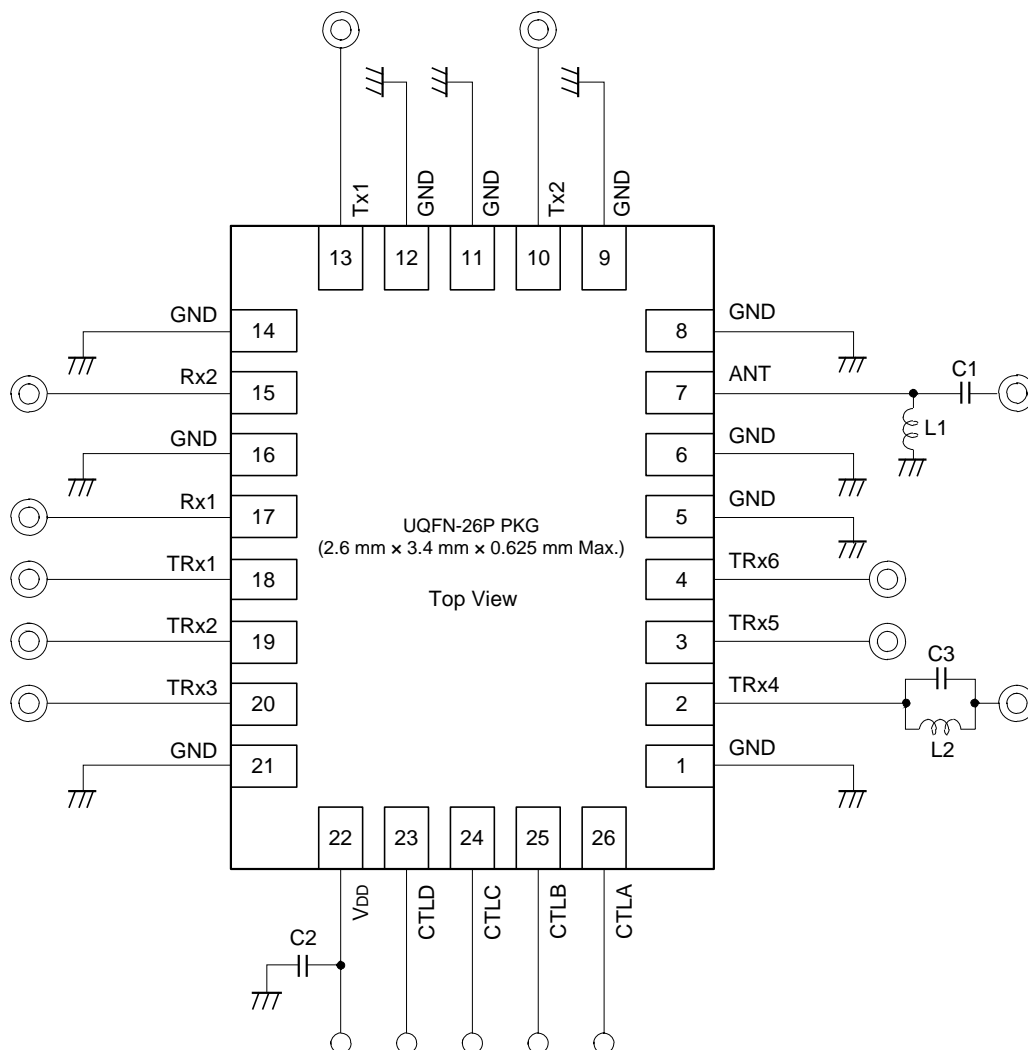 Tx1
GND
GND
Tx2
GND
13
12
11
10
9
GND
14
8
GND
Rx2
15
7
ANT
C1
L1
GND
16
6
GND
Rx1
17
5
GND
UQFN-26P PKG
(2.6 mm × 3.4 mm × 0.625 mm Max.)
Top View
TRx1
18
4
TRx6
TRx2
19
3
TRx5
TRx3
20
2
TRx4
C3
L2
GND
21
1
GND
22
23
24
25
26
VDD
CTLD
CTLC
CTLB
CTLA
C2